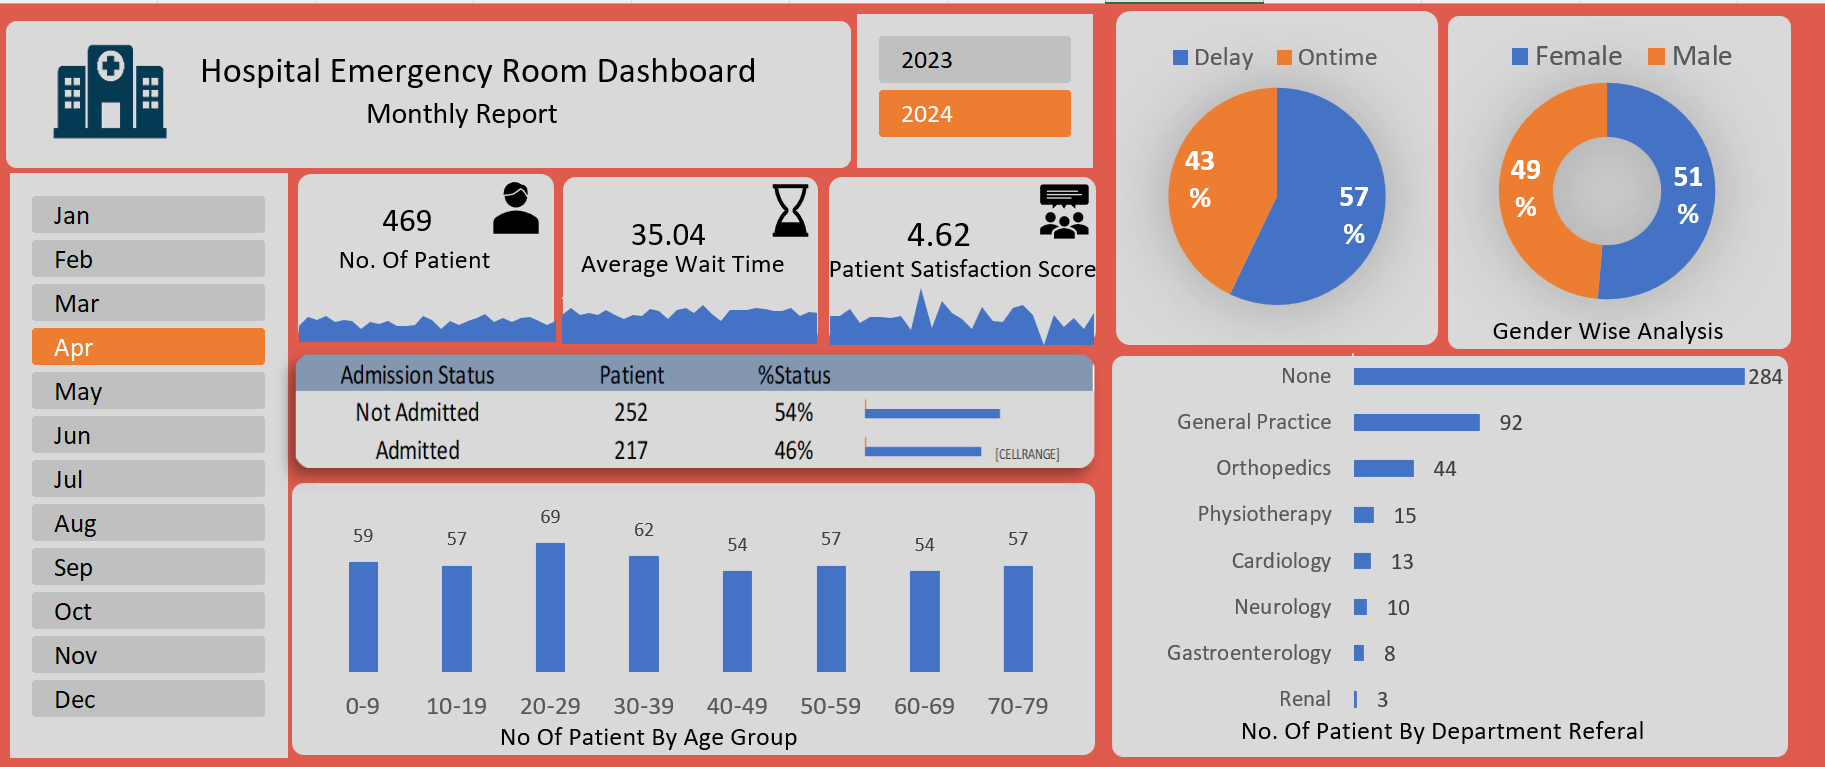 Hospital Emergency Room Dashboard
Monthly Report
2023
2024
Jan
Feb
Mar
Apr
May
Jun
Jul
Aug
Sep
Oct
Nov
Dec
469
No. Of Patient
35.04
Average Wait Time
4.62
Patient Satisfaction Score
Delay Ontime
43
%
57
%
Female Male
49
%
51
%
Gender Wise Analysis
Admission Status Patient %Status
Not Admitted 252 54%
Admitted 217 46% [CELLRANGE]
59 57 69 62 54 57 54 57
0-9 10-19 20-29 30-39 40-49 50-59 60-69 70-79
No Of Patient By Age Group
None 284
General Practice 92
Orthopedics 44
Physiotherapy 15
Cardiology 13
Neurology 10
Gastroenterology 8
Renal 3
No. Of Patient By Department Referal